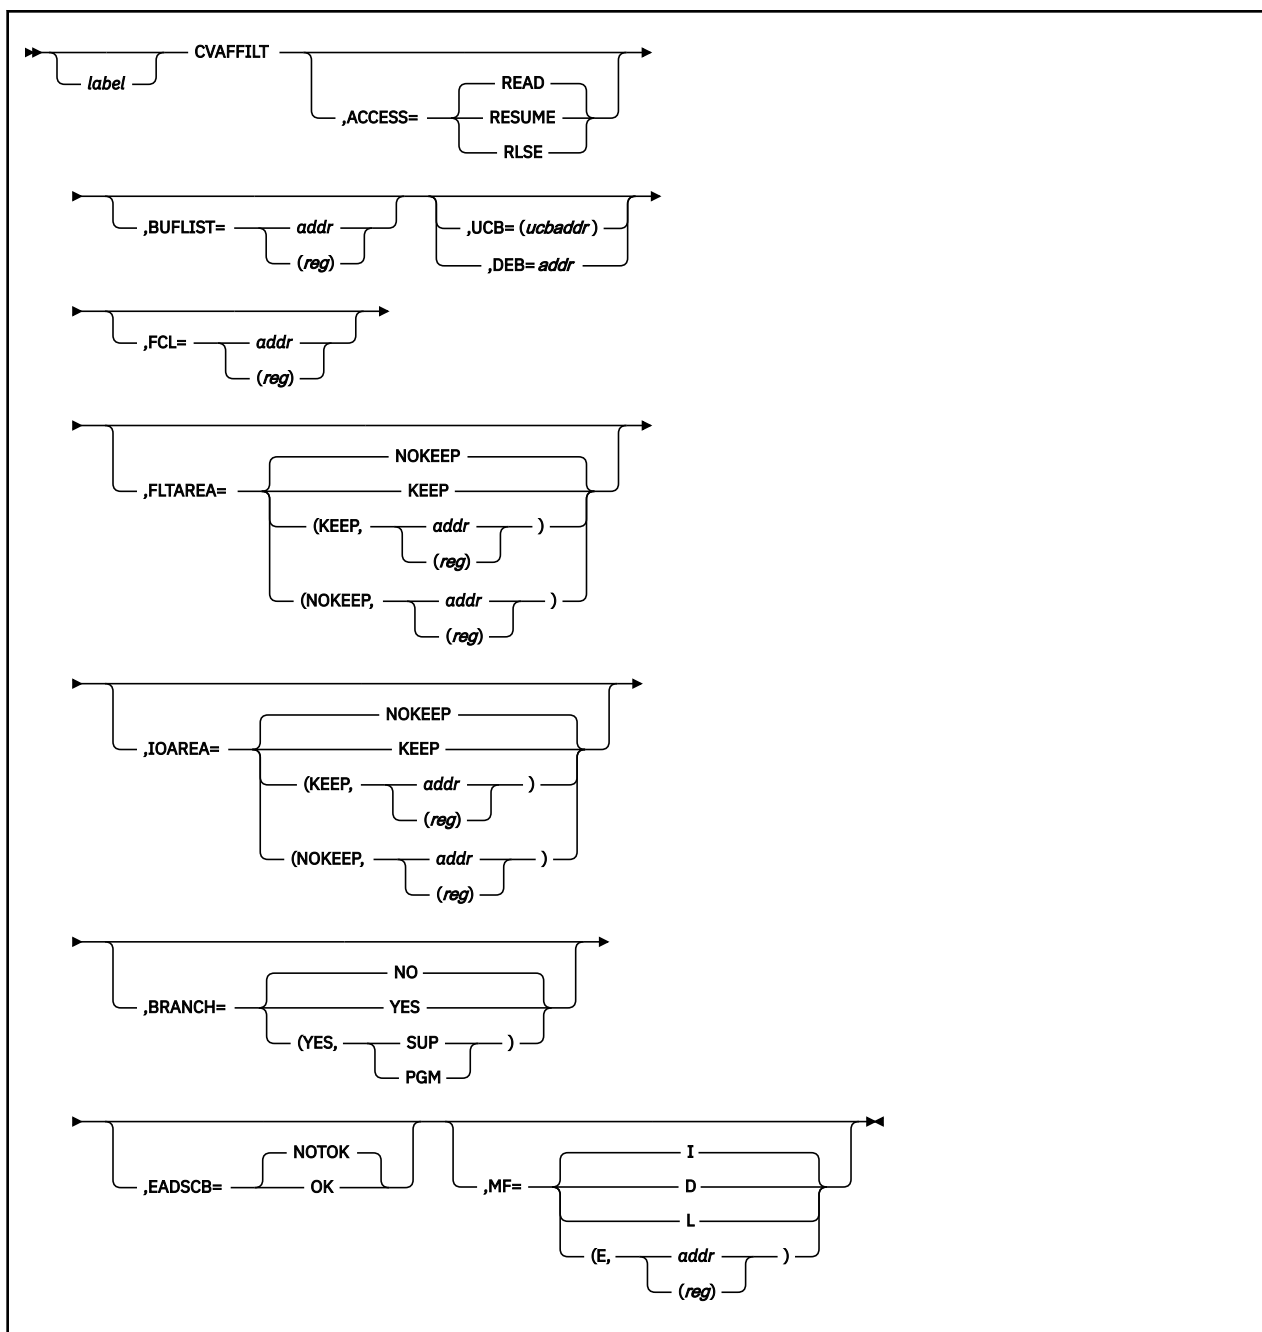 CVAFFILT
label
READ
,ACCESS= RESUME
RLSE
,BUFLIST= addr ,UCB= (ucbaddr)
(reg) ,DEB= addr
,FCL= addr
(reg)
NOKEEP
,FLTAREA= KEEP
(KEEP, addr )
(reg)
(NOKEEP, addr )
(reg)
NOKEEP
,IOAREA= KEEP
(KEEP, addr )
(reg)
(NOKEEP, addr )
(reg)
NO
,BRANCH= YES
(YES, SUP )
PGM
NOTOK I
,EADSCB= OK ,MF= D
L
(E, addr )
(reg)